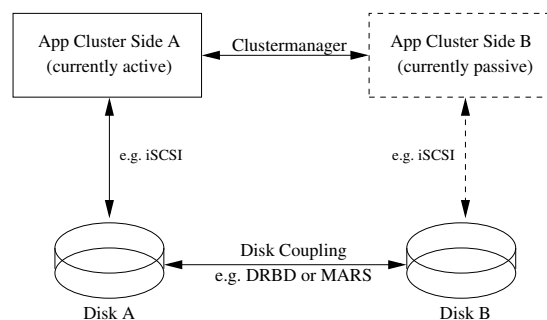 App Cluster Side A
(currently active)
Clustermanager
App Cluster Side B
(currently passive)
e.g. iSCSI
e.g. iSCSI
Disk Coupling
e.g. DRBD or MARS
Disk A
Disk B